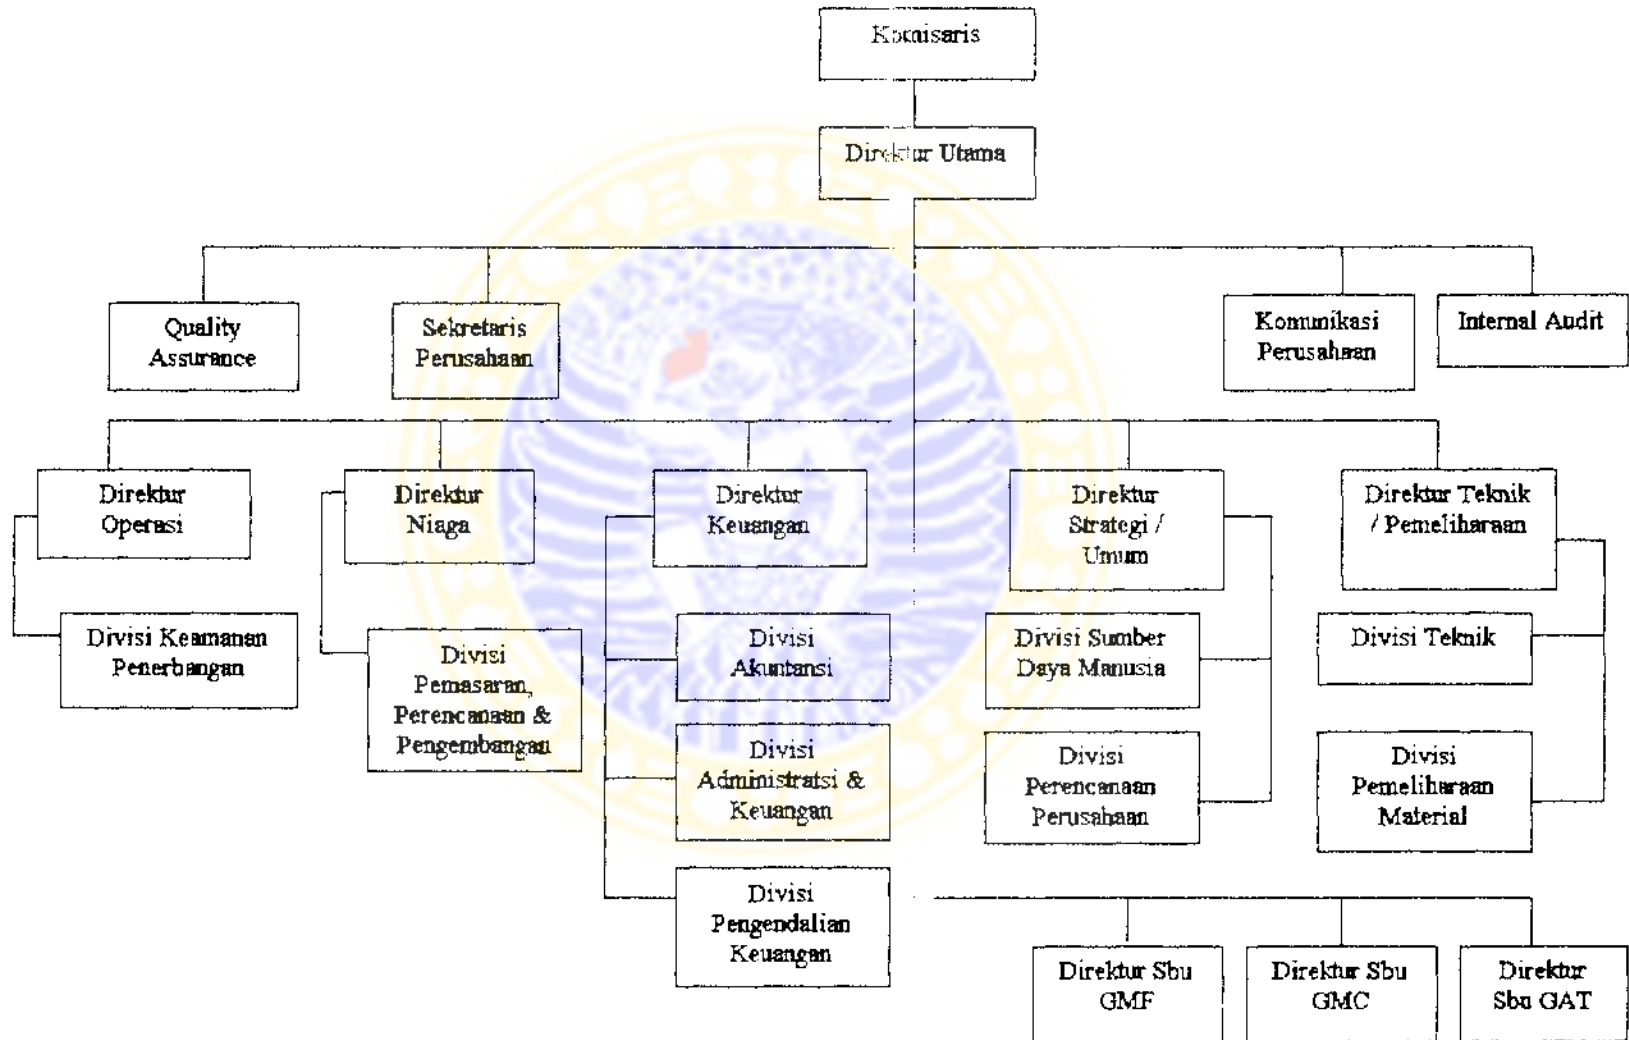 Komisaris
Direktur Utama
Quality
Assurance
Sekretaris
Perusahaan
Komunikasi
Perusahaan
Internal Audit
Direktur
Operasi
Direktur
Niaga
Direktur
Keuangan
Direktur
Strategi /
Umum
Direktur Teknik
/ Pemeliharaan
Divisi Keamanan
Penerbangan
Divisi
Pemasaran,
Perencanaan &
Pengembangan
Divisi
Akuntansi
Divisi Sumber
Daya Manusia
Divisi Teknik
Divisi
Administratsi &
Keuangan
Divisi
Perencanaan
Perusahaan
Divisi
Pemeliharaan
Material
Divisi
Pengendalian
Keuangan
Direktur Sbu
GMF
Direktur Sbu
GMC
Direktur
Sbu GAT